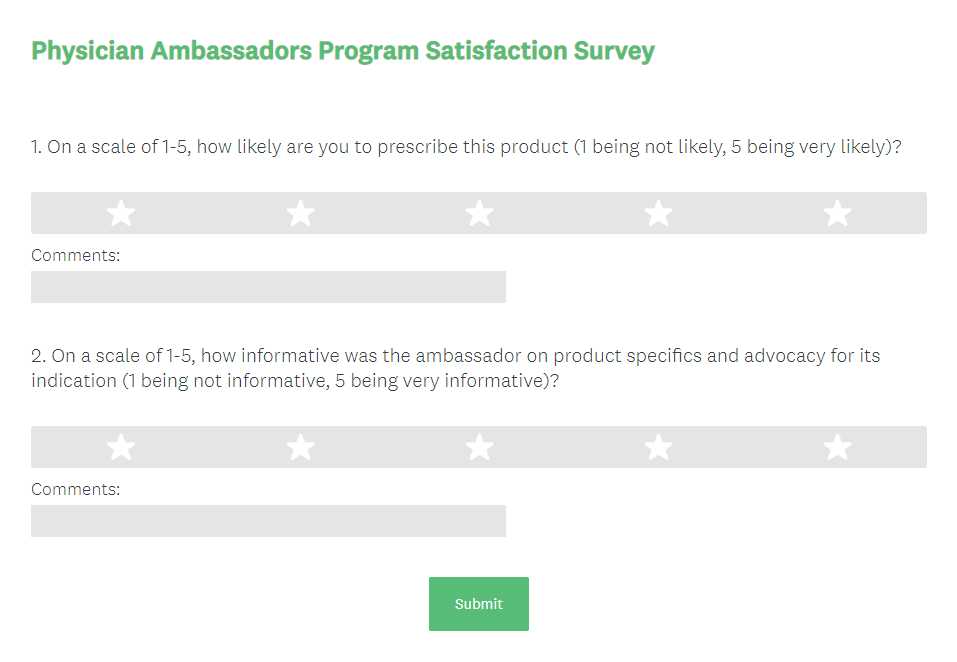 Physician Ambassadors Program Satisfaction Survey
1. On a scale of 1-5, how likely are you to prescribe this product (1 being not likely, 5 being very likely)?
Comments:
2. On a scale of 1-5, how informative was the ambassador on product specifics and advocacy for its
indication (1 being not informative, 5 being very informative)?
Comments:
Submit